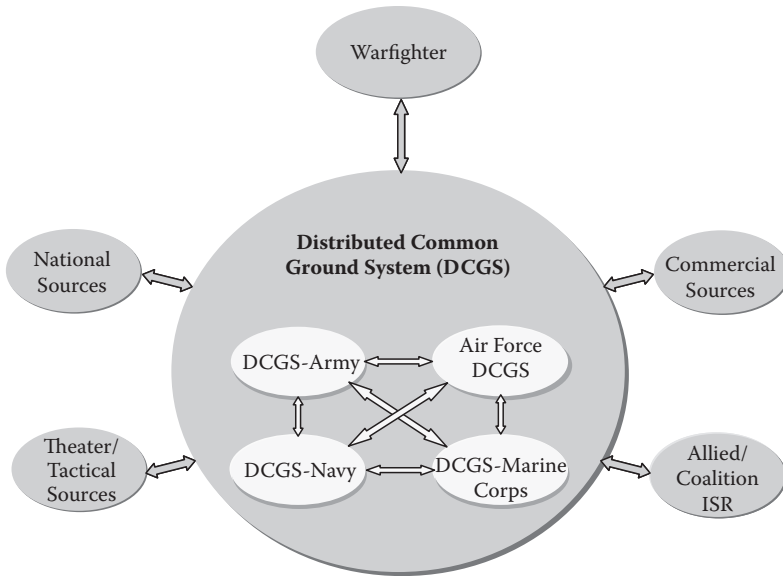 Warfighter
Distributed Common
Ground System (DCGS)
National
Sources
Commercial
Sources
DCGS-Army
Air Force
DCGS
DCGS-Navy
DCGS-Marine
Corps
Theater/
Tactical
Sources
Allied/
Coalition
ISR